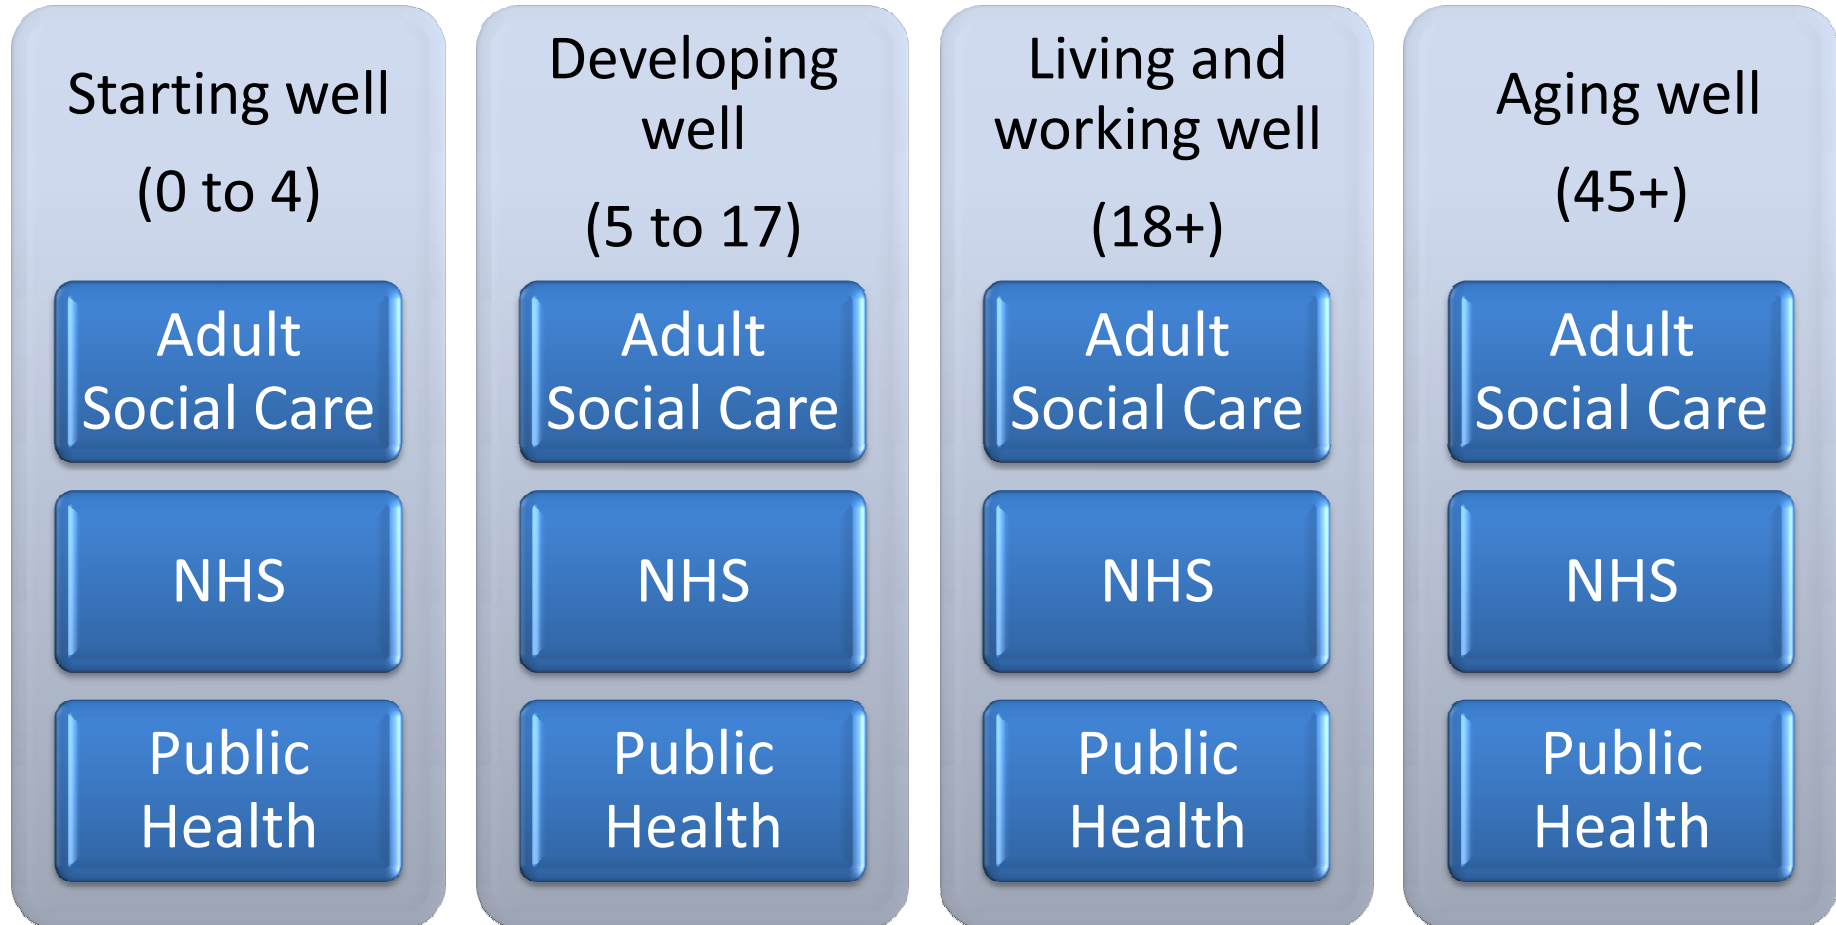 Starting well
(0 to 4)
Adult
Social Care
NHS
Public
Health
Developing
well
(5 to 17)
Adult
Social Care
NHS
Public
Health
Living and
working well
(18+)
Adult
Social Care
NHS
Public
Health
Aging well
(45+)
Adult
Social Care
NHS
Public
Health